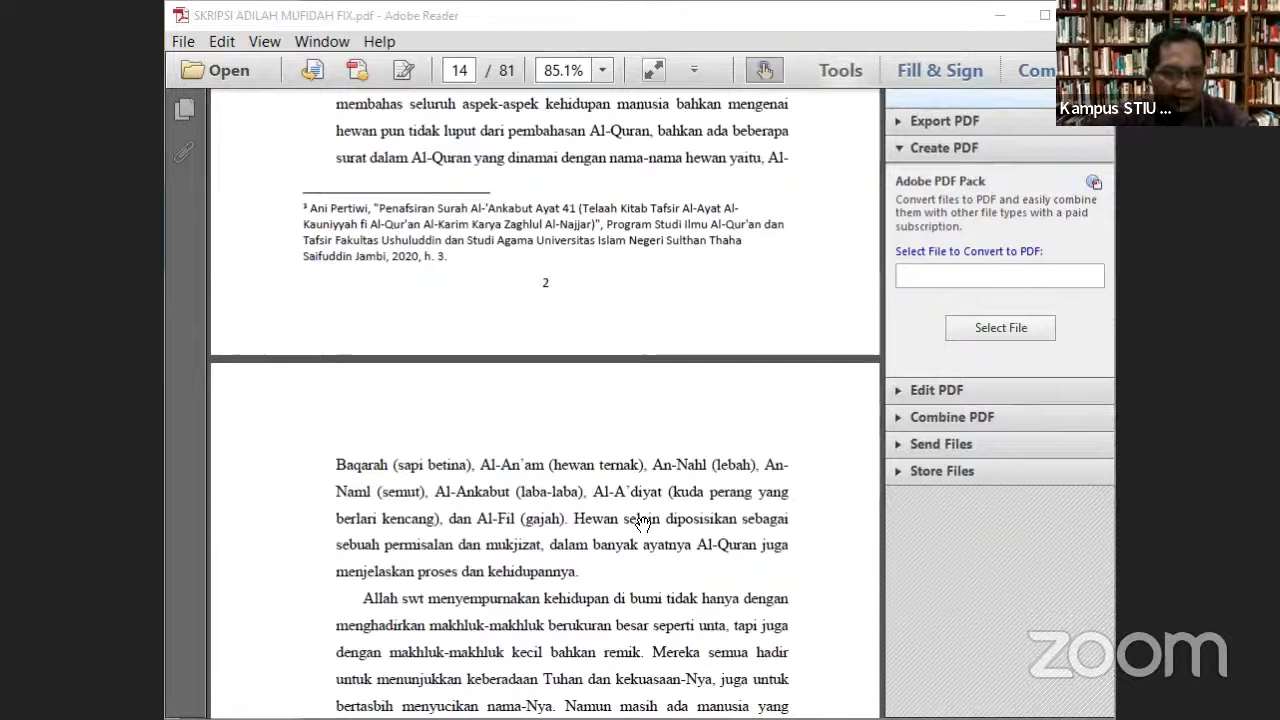 SKRIPSI ADILAH MUFIDAH FIX.pdf - Adobe Reader
File Edit View Window Help
Open 14 / 81 85.1% Tools Fill & Sign Com
Kampus STIU ...
membahas seluruh aspek-aspek kehidupan manusia bahkan mengenai
hewan pun tidak luput dari pembahasan Al-Quran, bahkan ada beberapa
surat dalam Al-Quran yang dinamai dengan nama-nama hewan yaitu, Al-
³ Ani Pertiwi, "Penafsiran Surah Al-'Ankabut Ayat 41 (Telaah Kitab Tafsir Al-Ayat Al-
Kauniyyah fi Al-Qur'an Al-Karim Karya Zaghlul Al-Najjar)", Program Studi Ilmu Al-Qur'an dan
Tafsir Fakultas Ushuluddin dan Studi Agama Universitas Islam Negeri Sulthan Thaha
Saifuddin Jambi, 2020, h. 3.
2
Baqarah (sapi betina), Al-An`am (hewan ternak), An-Nahl (lebah), An-
Naml (semut), Al-Ankabut (laba-laba), Al-A`diyat (kuda perang yang
berlari kencang), dan Al-Fil (gajah). Hewan selain diposisikan sebagai
sebuah permisalan dan mukjizat, dalam banyak ayatnya Al-Quran juga
menjelaskan proses dan kehidupannya.
Allah swt menyempurnakan kehidupan di bumi tidak hanya dengan
menghadirkan makhluk-makhluk berukuran besar seperti unta, tapi juga
dengan makhluk-makhluk kecil bahkan remik. Mereka semua hadir
untuk menunjukkan keberadaan Tuhan dan kekuasaan-Nya, juga untuk
bertasbih menyucikan nama-Nya. Namun masih ada manusia yang
Export PDF
Create PDF
Adobe PDF Pack
Convert files to PDF and easily combine
them with other file types with a paid
subscription.
Select File to Convert to PDF:
Select File
Edit PDF
Combine PDF
Send Files
Store Files
zoom